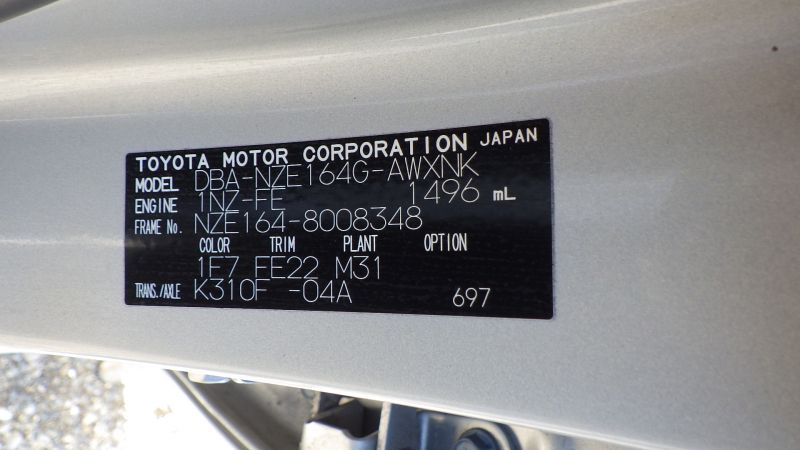 TOYOTA MOTOR CORPORATION JAPAN
MODEL DBA-NZE164G-AWXNK
ENGINE 1NZ-FE 1496 mL
FRAME No. NZE164-8008348
COLOR TRIM PLANT OPTION
1E7 FE22 M31
TRANS./AXLE K310F -04A 697